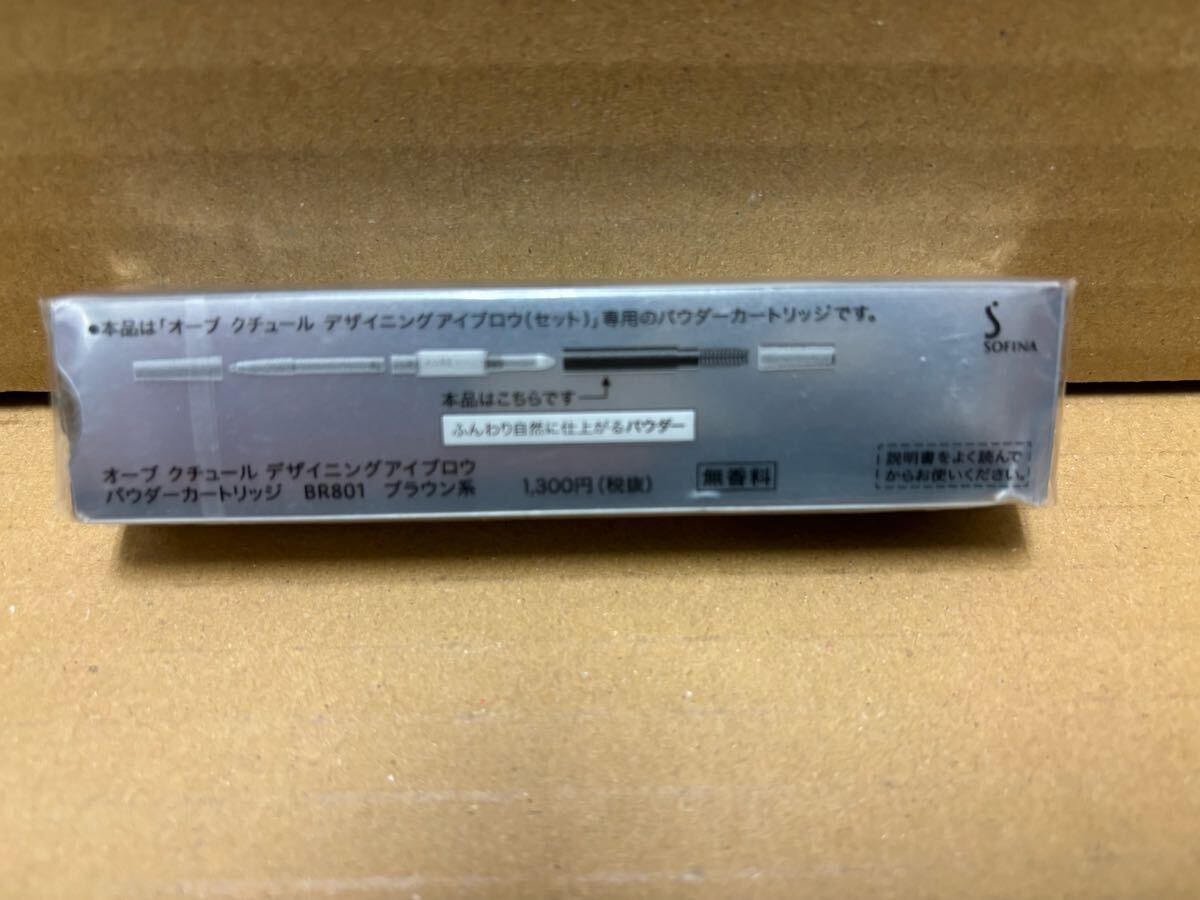 ●本品は「オーブ クチュール デザイニングアイブロウ(セット)」専用のパウダーカートリッジです。
SOFINA
本品はこちらです
ふんわり自然に仕上がるパウダー
オーブ クチュール デザイニングアイブロウ
パウダーカートリッジ BR801 ブラウン系 1,300円(税抜)
無香料
説明書をよく読んで
からお使いください。